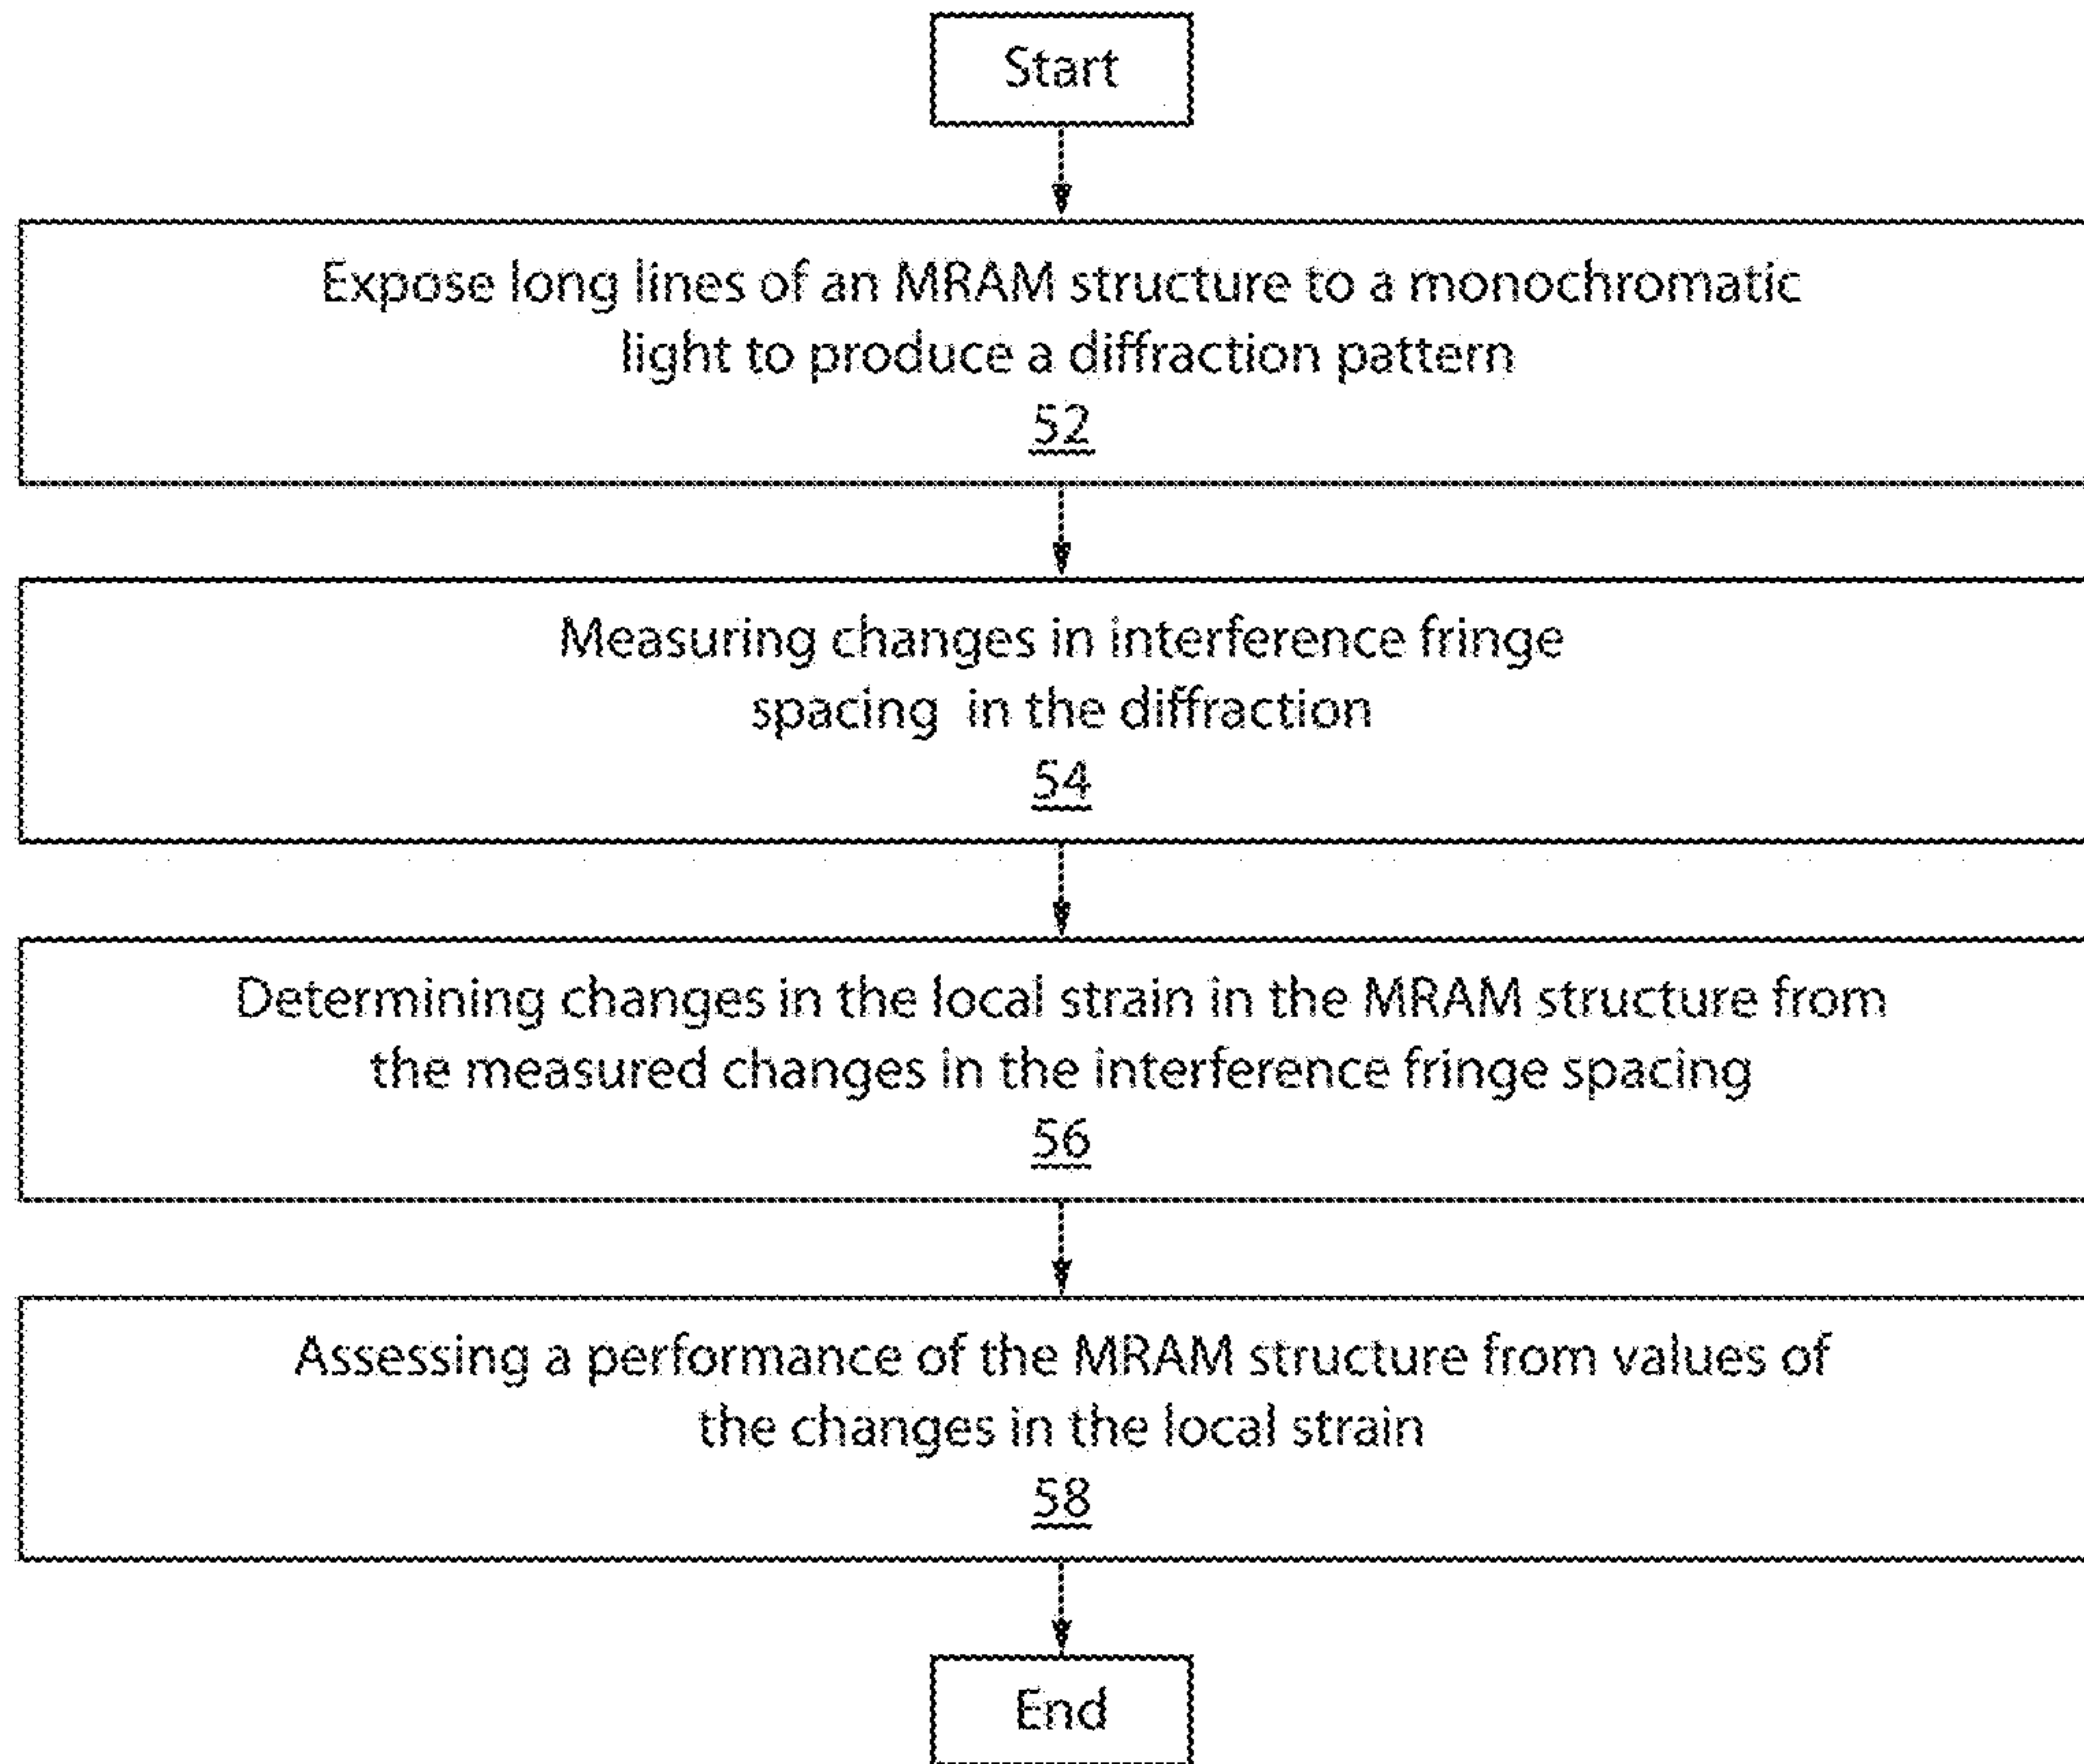 Start
Expose long lines of an MRAM structure to a monochromatic
light to produce a diffraction pattern
52
Measuring changes in interference fringe
spacing in the diffraction
54
Determining changes in the local strain in the MRAM structure from
the measured changes in the interference fringe spacing
56
Assessing a performance of the MRAM structure from values of
the changes in the local strain
58
End